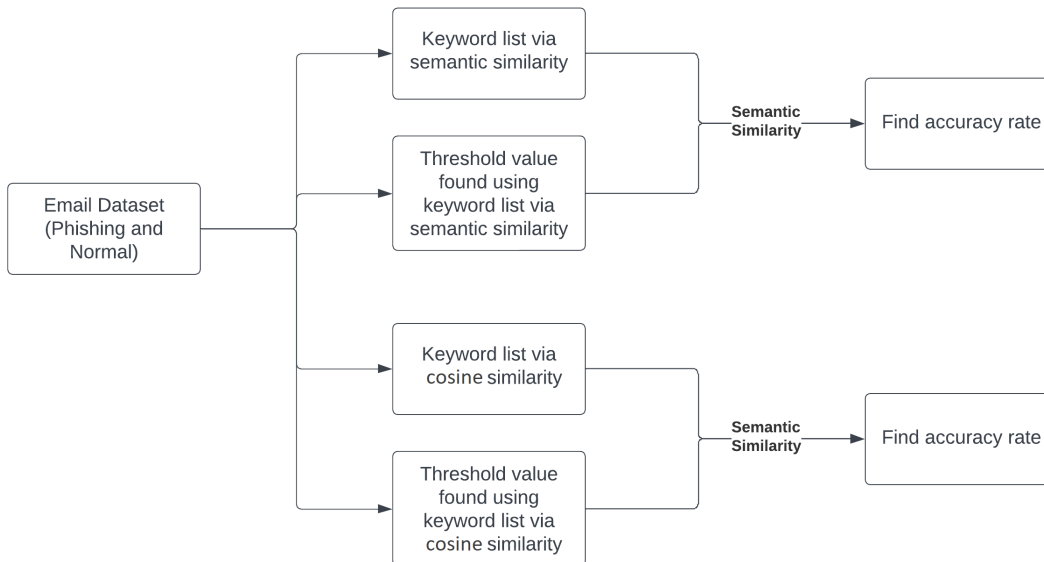 Email Dataset
(Phishing and
Normal)
Keyword list via
semantic similarity
Threshold value
found using
keyword list via
semantic similarity
Semantic
Similarity
Find accuracy rate
Keyword list via
cosine similarity
Threshold value
found using
keyword list via
cosine similarity
Semantic
Similarity
Find accuracy rate